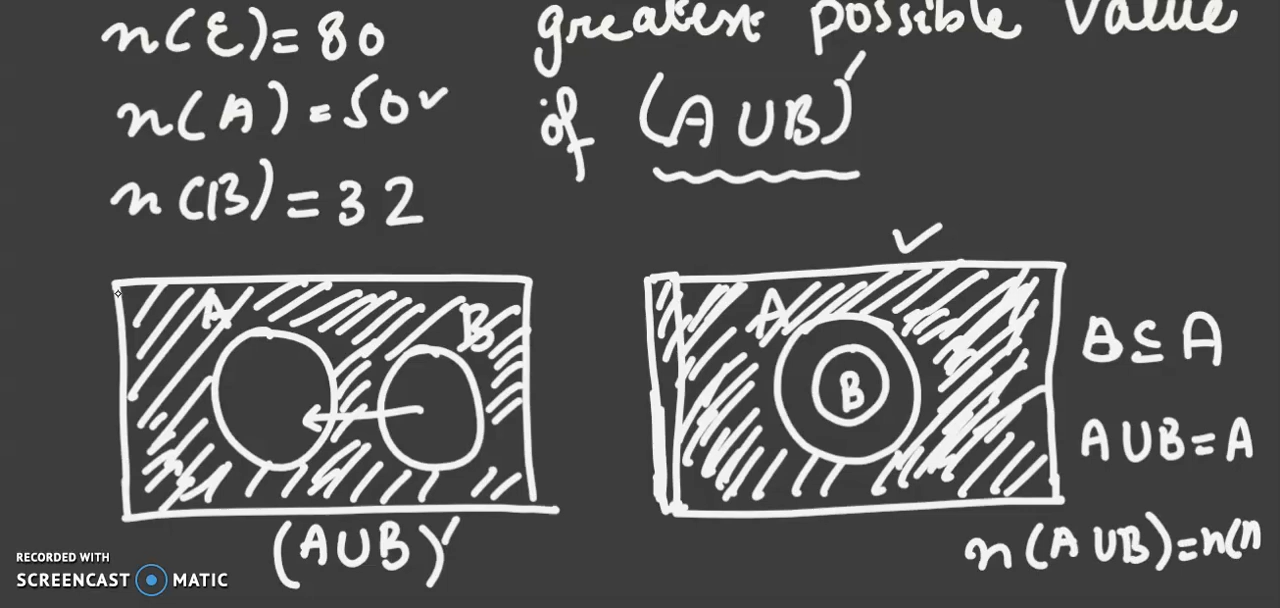 n(ℰ)=80
n(A)=50✓
n(B)=32
greatest possible value
of (A∪B)′
A
B
(A∪B)′
✓
A
B
B⊆A
A∪B=A
n(A∪B)=n(
RECORDED WITH
SCREENCAST MATIC